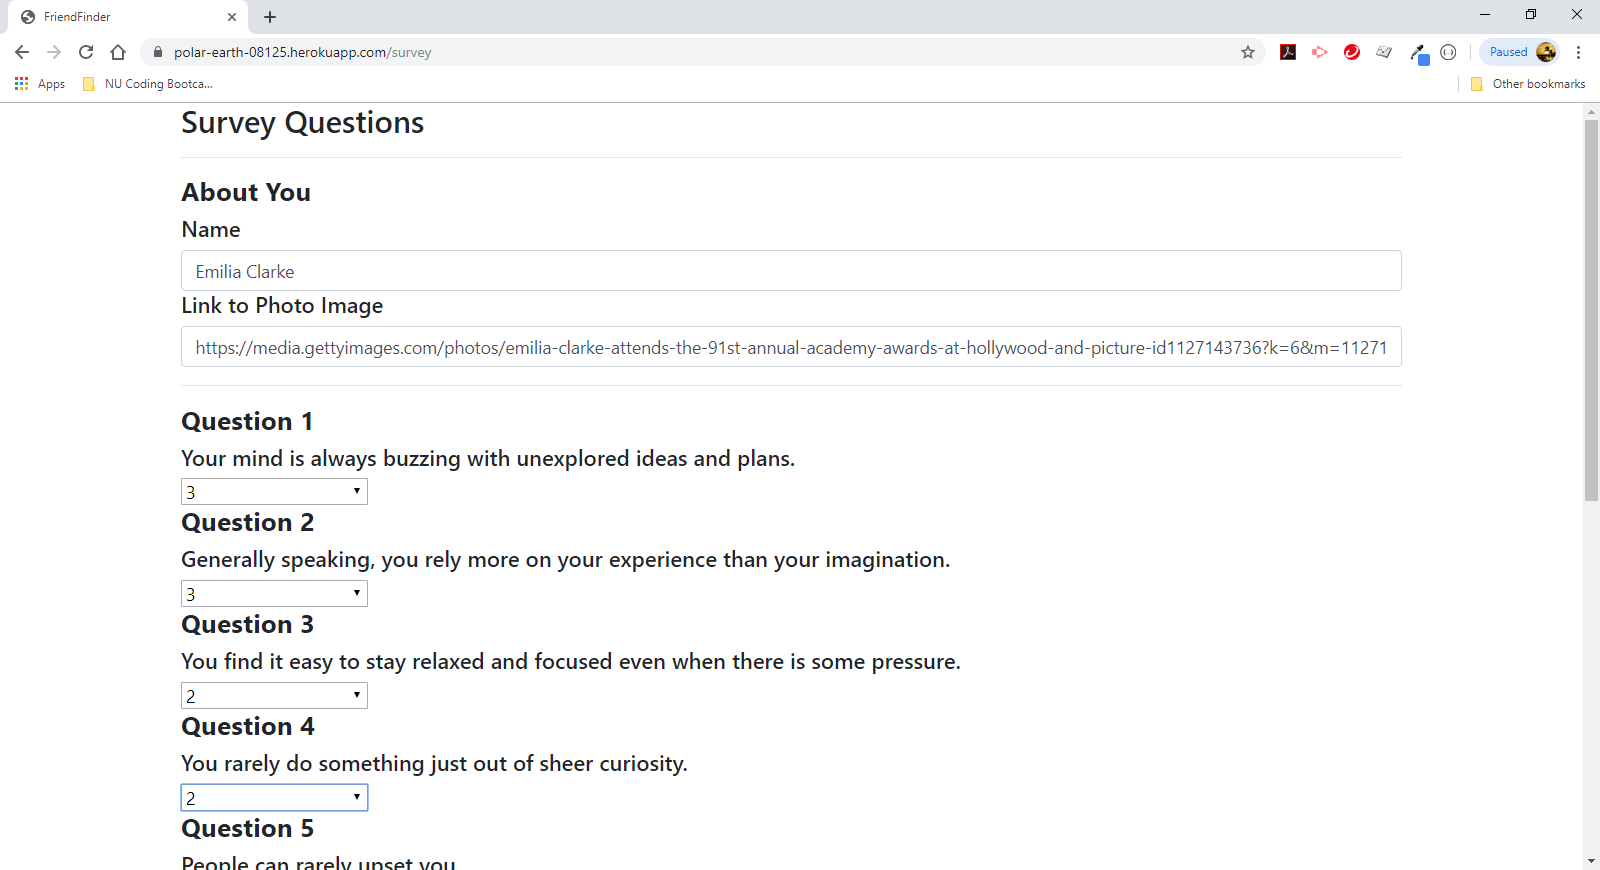 FriendFinder
polar-earth-08125.herokuapp.com/survey
Paused
Apps
NU Coding Bootca...
Other bookmarks
Survey Questions
About You
Name
Emilia Clarke
Link to Photo Image
https://media.gettyimages.com/photos/emilia-clarke-attends-the-91st-annual-academy-awards-at-hollywood-and-picture-id1127143736?k=6&m=11271
Question 1
Your mind is always buzzing with unexplored ideas and plans.
3
Question 2
Generally speaking, you rely more on your experience than your imagination.
3
Question 3
You find it easy to stay relaxed and focused even when there is some pressure.
2
Question 4
You rarely do something just out of sheer curiosity.
2
Question 5
People can rarely upset you